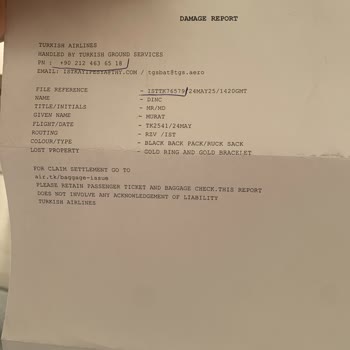 DAMAGE REPORT
TURKISH AIRLINES
HANDLED BY TURKISH GROUND SERVICES
PN : +90 212 463 65 18
EMAIL: / tgsbat@tgs.aero
FILE REFERENCE - ISTTK76579/24MAY25/1420GMT
NAME - DINC
TITLE/INITIALS - MR/MD
GIVEN NAME - MURAT
FLIGHT/DATE - TK2541/24MAY
ROUTING - RZV /IST
COLOUR/TYPE - BLACK BACK PACK/RUCK SACK
LOST PROPERTY - GOLD RING AND GOLD BRACELET
FOR CLAIM SETTLEMENT GO TO
air.tk/baggage-issue
PLEASE RETAIN PASSENGER TICKET AND BAGGAGE CHECK.THIS REPORT
DOES NOT INVOLVE ANY ACKNOWLEDGEMENT OF LIABILITY
TURKISH AIRLINES